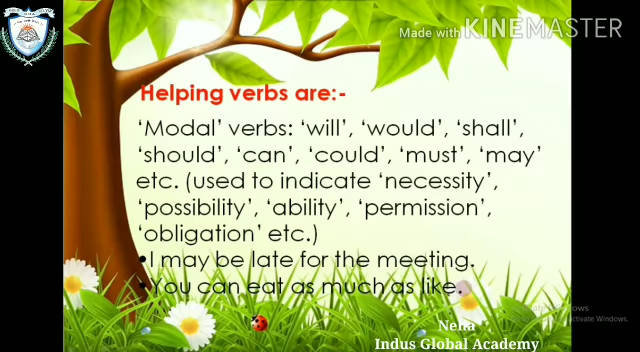 Made with KINEMASTER
Helping verbs are:-
‘Modal’ verbs: ‘will’, ‘would’, ‘shall’,
‘should’, ‘can’, ‘could’, ‘must’, ‘may’
etc. (used to indicate ‘necessity’,
‘possibility’, ‘ability’, ‘permission’,
‘obligation’ etc.)
•I may be late for the meeting.
•You can eat as much as like.
Neha
Indus Global Academy